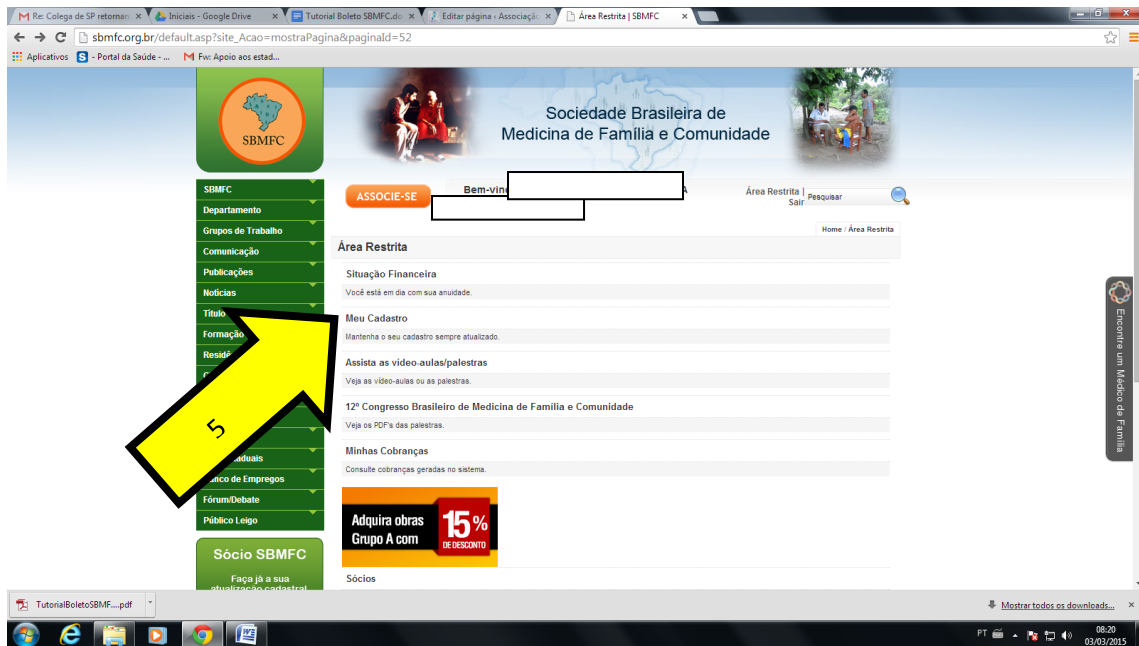 Re: Colega de SP retornan
Iniciais - Google Drive
Tutorial Boleto SBMFC.do
Editar página ‹ Associaçã
Área Restrita | SBMFC
sbmfc.org.br/default.asp?site_Acao=mostraPagina&paginaId=52
Aplicativos
S - Portal da Saúde - ...
Fw: Apoio aos estad...
SBMFC
Sociedade Brasileira de
Medicina de Família e Comunidade
ASSOCIE-SE
Área Restrita |
Sair
Pesquisar
Home / Área Restrita
SBMFC
Departamento
Grupos de Trabalho
Comunicação
Publicações
Notícias
Formação
Banco de Empregos
Fórum/Debate
Público Leigo
Sócio SBMFC
Faça já a sua
atualização cadastral
5
Área Restrita
Situação Financeira
Você está em dia com sua anuidade.
Meu Cadastro
Mantenha o seu cadastro sempre atualizado.
Assista as vídeo-aulas/palestras
Veja as vídeo-aulas ou as palestras.
12º Congresso Brasileiro de Medicina de Família e Comunidade
Veja os PDF's das palestras.
Minhas Cobranças
Consulte cobranças geradas no sistema.
Adquira obras
Grupo A com
15%
DE DESCONTO
Sócios
Encontre um Médico de Família
TutorialBoletoSBMF....pdf
Mostrar todos os downloads...
PT
08:20
03/03/2015